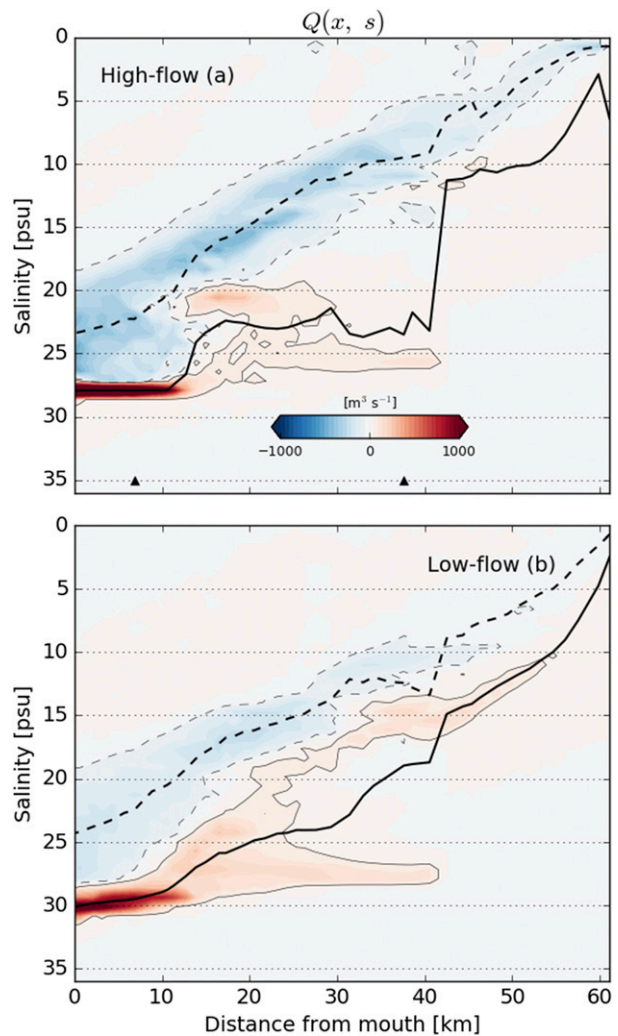 Q(x, s)
High-flow (a)
0
5
10
15
20
25
30
35
Salinity [psu]
[m³ s⁻¹]
−1000 0 1000
Low-flow (b)
0
5
10
15
20
25
30
35
Salinity [psu]
0 10 20 30 40 50 60
Distance from mouth [km]